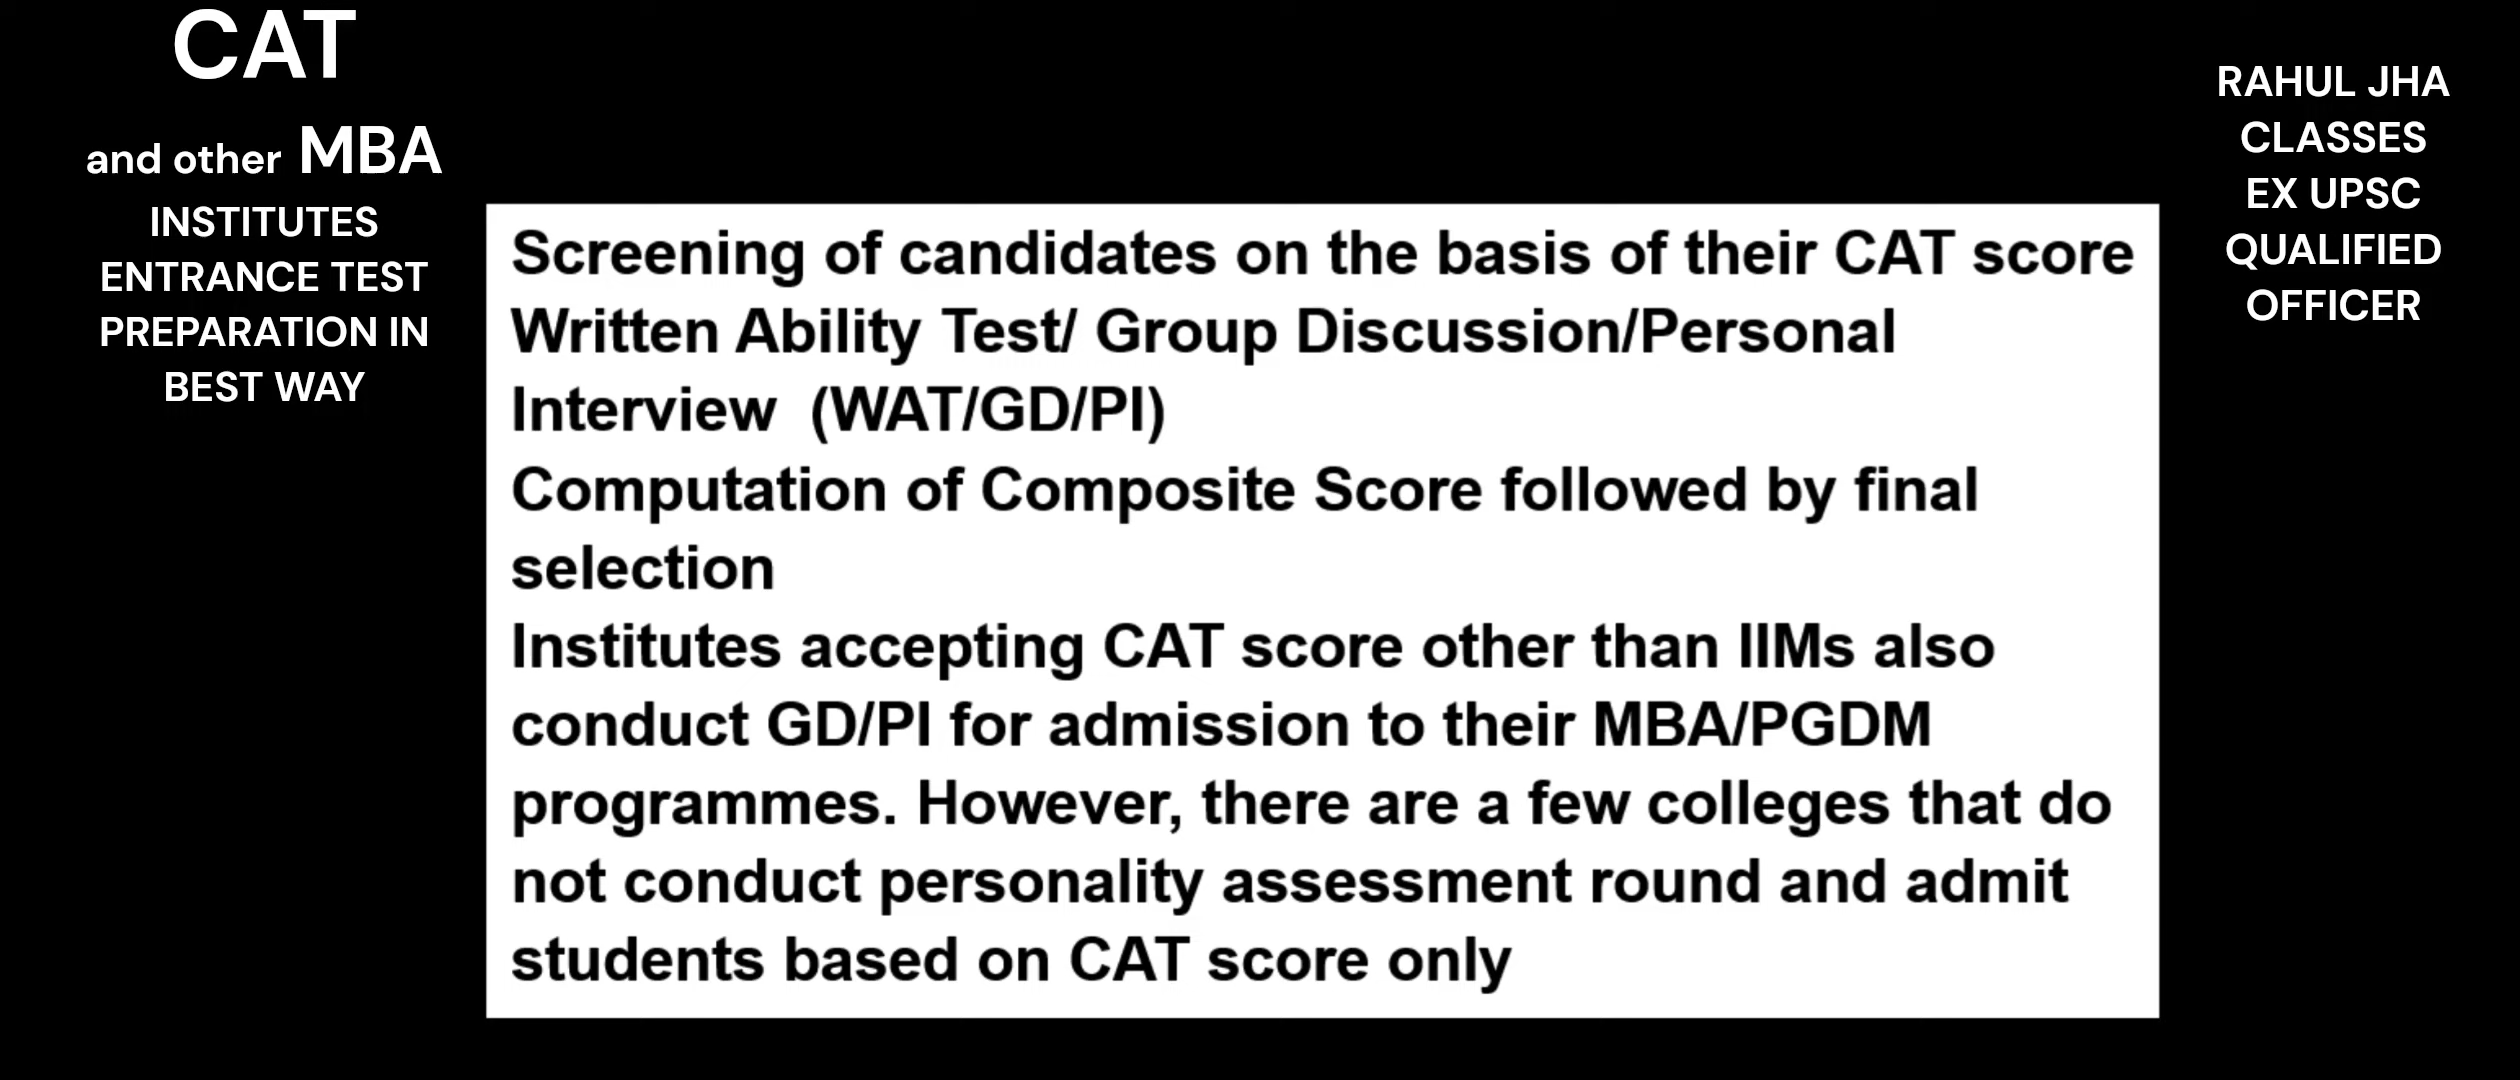 CAT
and other MBA
INSTITUTES
ENTRANCE TEST
PREPARATION IN
BEST WAY
Screening of candidates on the basis of their CAT score
Written Ability Test/ Group Discussion/Personal
Interview  (WAT/GD/PI)
Computation of Composite Score followed by final
selection
Institutes accepting CAT score other than IIMs also
conduct GD/PI for admission to their MBA/PGDM
programmes. However, there are a few colleges that do
not conduct personality assessment round and admit
students based on CAT score only
RAHUL JHA
CLASSES
EX UPSC
QUALIFIED
OFFICER